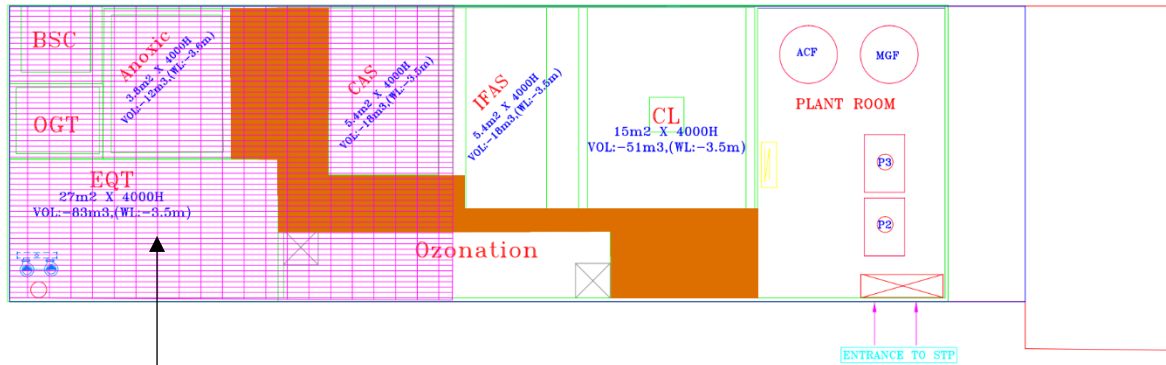 BSC
OGT
Anoxic
3.6m2 X 4000H
VOL:-12m3,(WL:-3.6m)
EQT
27m2 X 4000H
VOL:-83m3,(WL:-3.5m)
CAS
5.4m2 X 4000H
VOL:-18m3,(WL:-3.5m)
IFAS
5.4m2 X 4000H
VOL:-18m3,(WL:-3.5m)
CL
15m2 X 4000H
VOL:-51m3,(WL:-3.5m)
Ozonation
ACF
MGF
PLANT ROOM
P3
P2
ENTRANCE TO STP